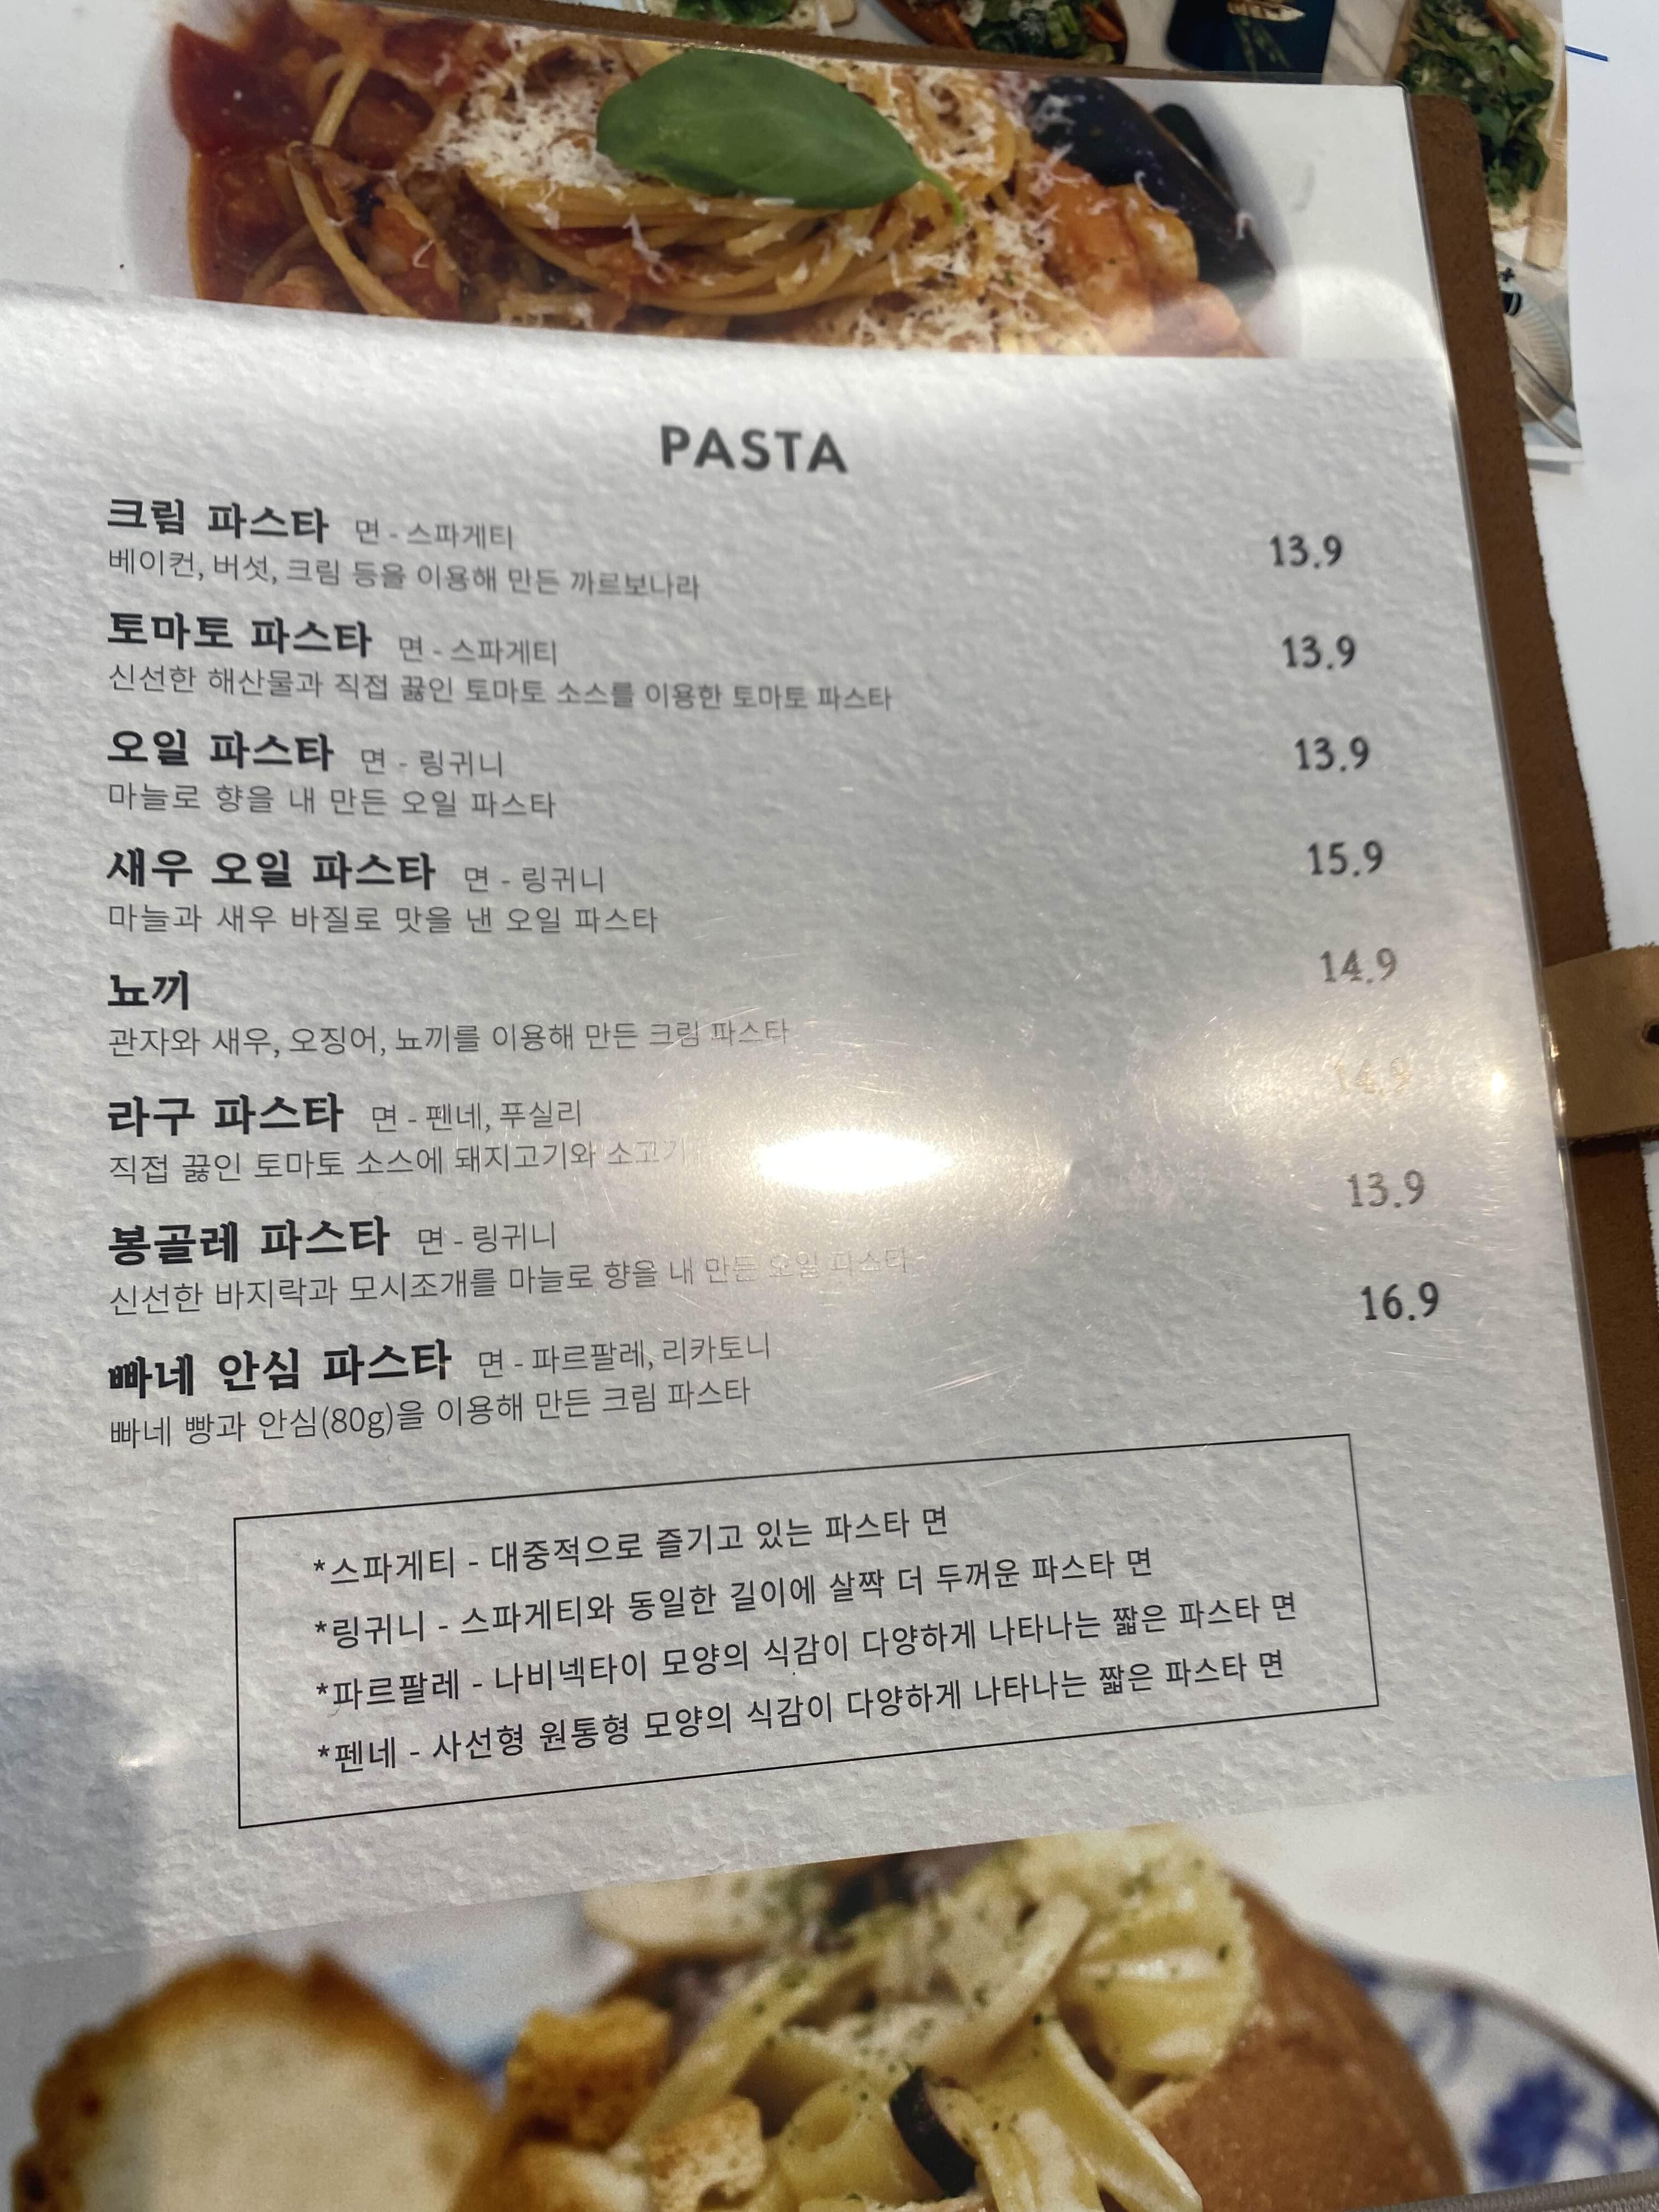 PASTA
크림 파스타 면 - 스파게티 13.9
베이컨, 버섯, 크림 등을 이용해 만든 까르보나라
토마토 파스타 면 - 스파게티 13.9
신선한 해산물과 직접 끓인 토마토 소스를 이용한 토마토 파스타
오일 파스타 면 - 링귀니 13.9
마늘로 향을 내 만든 오일 파스타
새우 오일 파스타 면 - 링귀니 15.9
마늘과 새우 바질로 맛을 낸 오일 파스타
뇨끼 14.9
관자와 새우, 오징어, 뇨끼를 이용해 만든 크림 파스타
라구 파스타 면 - 펜네, 푸실리 14.9
직접 끓인 토마토 소스에 돼지고기와 소고기
봉골레 파스타 면 - 링귀니 13.9
신선한 바지락과 모시조개를 마늘로 향을 내 만든 오일 파스타
빠네 안심 파스타 면 - 파르팔레, 리카토니 16.9
빠네 빵과 안심(80g)을 이용해 만든 크림 파스타
*스파게티 - 대중적으로 즐기고 있는 파스타 면
*링귀니 - 스파게티와 동일한 길이에 살짝 더 두꺼운 파스타 면
*파르팔레 - 나비넥타이 모양의 식감이 다양하게 나타나는 짧은 파스타 면
*펜네 - 사선형 원통형 모양의 식감이 다양하게 나타나는 짧은 파스타 면